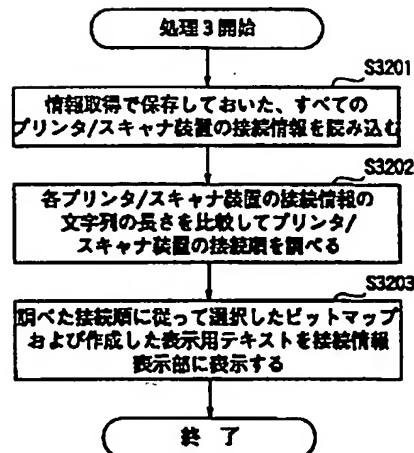 処理3開始
S3201
情報取得で保存しておいた、すべての
プリンタ/スキャナ装置の接続情報を読み込む
S3202
各プリンタ/スキャナ装置の接続情報の
文字列の長さを比較してプリンタ/
スキャナ装置の接続順を調べる
S3203
調べた接続順に従って選択したビットマップ
および作成した表示用テキストを接続情報
表示部に表示する
終 了